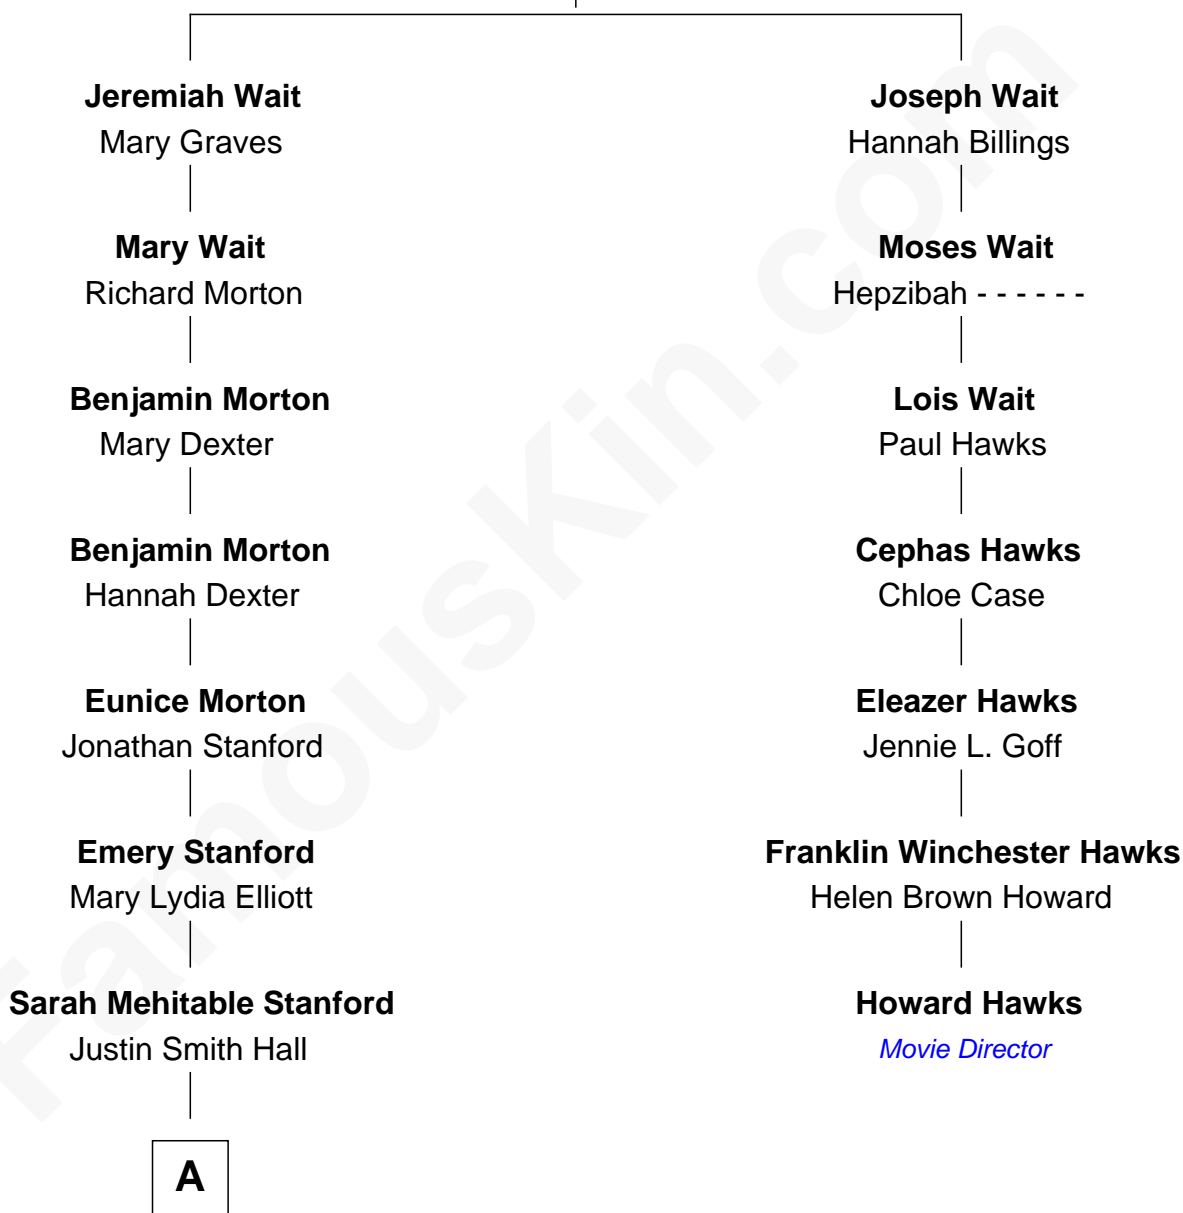 Jeremiah Wait
Mary Graves
Mary Wait
Richard Morton
Benjamin Morton
Mary Dexter
Benjamin Morton
Hannah Dexter
Eunice Morton
Jonathan Stanford
Emery Stanford
Mary Lydia Elliott
Sarah Mehitable Stanford
Justin Smith Hall
A
Joseph Wait
Hannah Billings
Moses Wait
Hepzibah - - - - - -
Lois Wait
Paul Hawks
Cephas Hawks
Chloe Case
Eleazer Hawks
Jennie L. Goff
Franklin Winchester Hawks
Helen Brown Howard
Howard Hawks
Movie Director
FamousKin.com